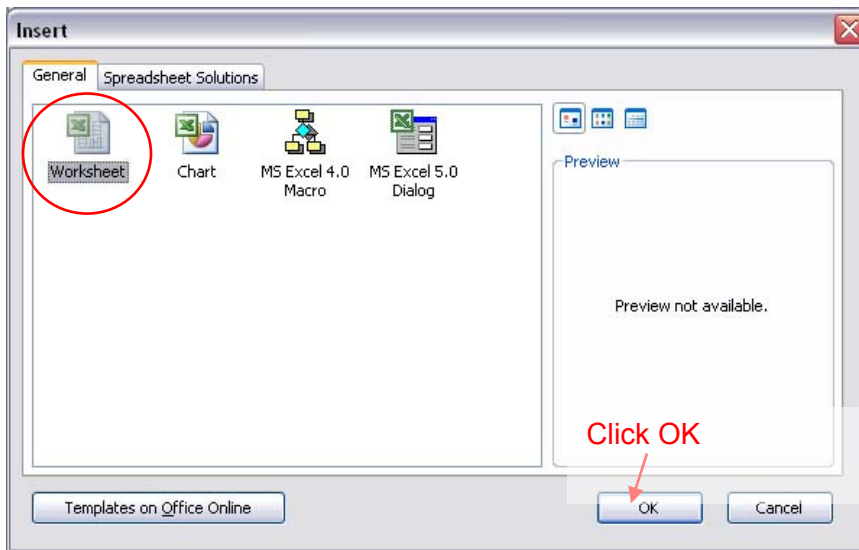 Insert
General Spreadsheet Solutions
Worksheet Chart MS Excel 4.0 Macro MS Excel 5.0 Dialog
Preview
Preview not available.
Click OK
Templates on Office Online OK Cancel